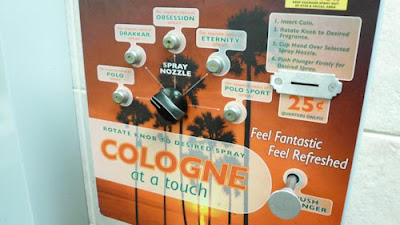 KEEP
1. Insert Coin.
2. Rotate Knob to Desired
Fragrance.
3. Cup Hand Over Selected
Spray Nozzle.
4. Push Plunger Firmly for
Desired Spray.
OBSESSION
DRAKKAR
ETERNITY
SPRAY
NOZZLE
POLO
POLO SPORT
25¢
QUARTERS ONLY!!
ROTATE KNOB TO DESIRED SPRAY
COLOGNE
at a touch
Feel Fantastic
Feel Refreshed
PUSH
PLUNGER